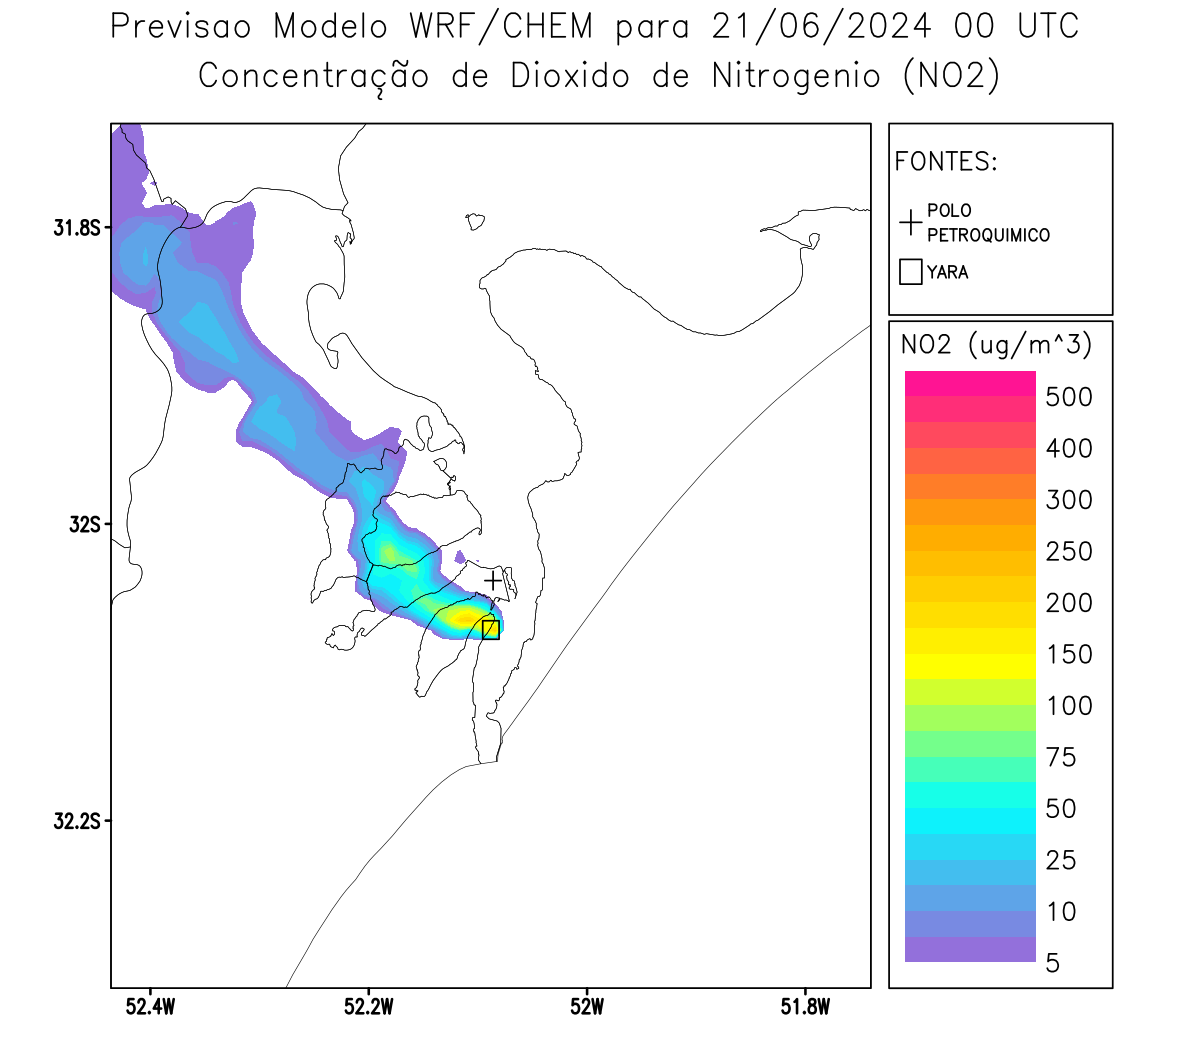 Previsao Modelo WRF/CHEM para 21/06/2024 00 UTC
Concentração de Dioxido de Nitrogenio (NO2)
FONTES:
POLO
PETROQUIMICO
YARA
NO2 (ug/m^3)
500
400
300
250
200
150
100
75
50
25
10
5
31.8S
32S
32.2S
52.4W
52.2W
52W
51.8W